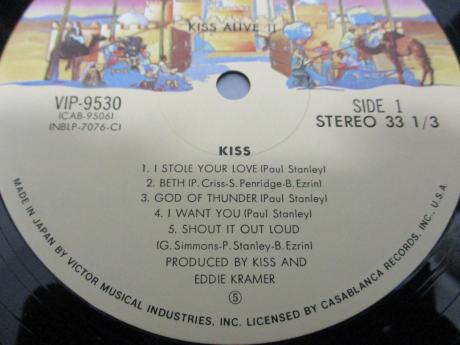 KISS ALIVE II
VIP-9530
(CAB-9506)
(NBLP-7076-C)
SIDE 1
STEREO 33 1/3
KISS
1. I STOLE YOUR LOVE (Paul Stanley)
2. BETH (P. Criss-S. Penridge-B. Ezrin)
3. GOD OF THUNDER (Paul Stanley)
4. I WANT YOU (Paul Stanley)
5. SHOUT IT OUT LOUD
(G. Simmons-P. Stanley-B. Ezrin)
PRODUCED BY KISS AND
EDDIE KRAMER
Ⓢ
MADE IN JAPAN BY VICTOR MUSICAL INDUSTRIES, INC. LICENSED BY CASABLANCA RECORDS, INC., U.S.A.